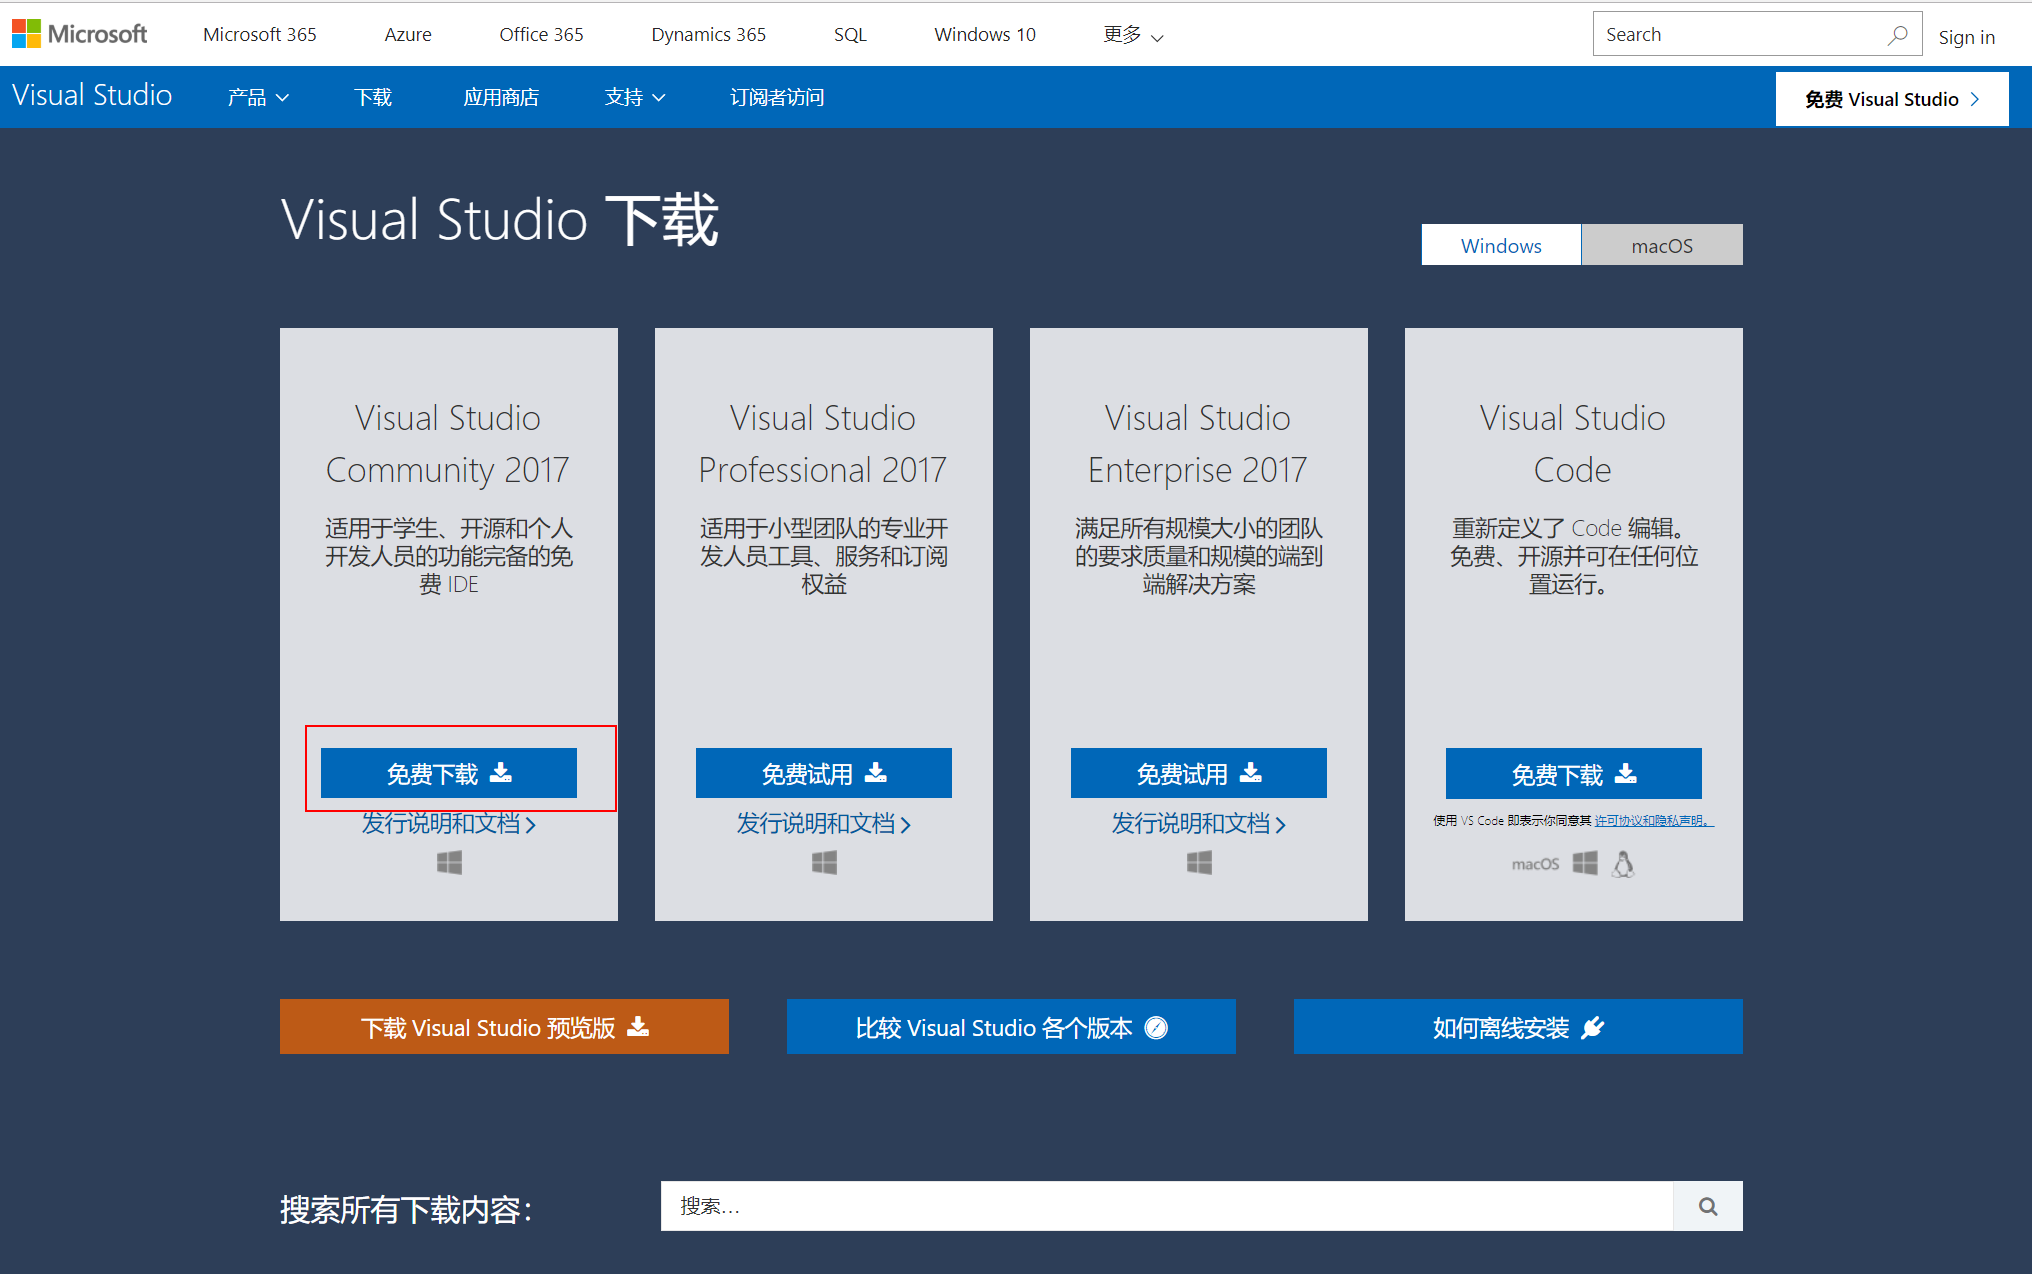 Microsoft
Microsoft 365
Azure
Office 365
Dynamics 365
SQL
Windows 10
更多
Search
Sign in
Visual Studio
产品
下载
应用商店
支持
订阅者访问
免费 Visual Studio
Visual Studio 下载
Windows
macOS
Visual Studio
Community 2017
适用于学生、开源和个人
开发人员的功能完备的免
费 IDE
免费下载
发行说明和文档
Visual Studio
Professional 2017
适用于小型团队的专业开
发人员工具、服务和订阅
权益
免费试用
发行说明和文档
Visual Studio
Enterprise 2017
满足所有规模大小的团队
的要求质量和规模的端到
端解决方案
免费试用
发行说明和文档
Visual Studio
Code
重新定义了 Code 编辑。
免费、开源并可在任何位
置运行。
免费下载
使用 VS Code 即表示你同意其 许可协议和隐私声明。
macOS
下载 Visual Studio 预览版
比较 Visual Studio 各个版本
如何离线安装
搜索所有下载内容：
搜索...